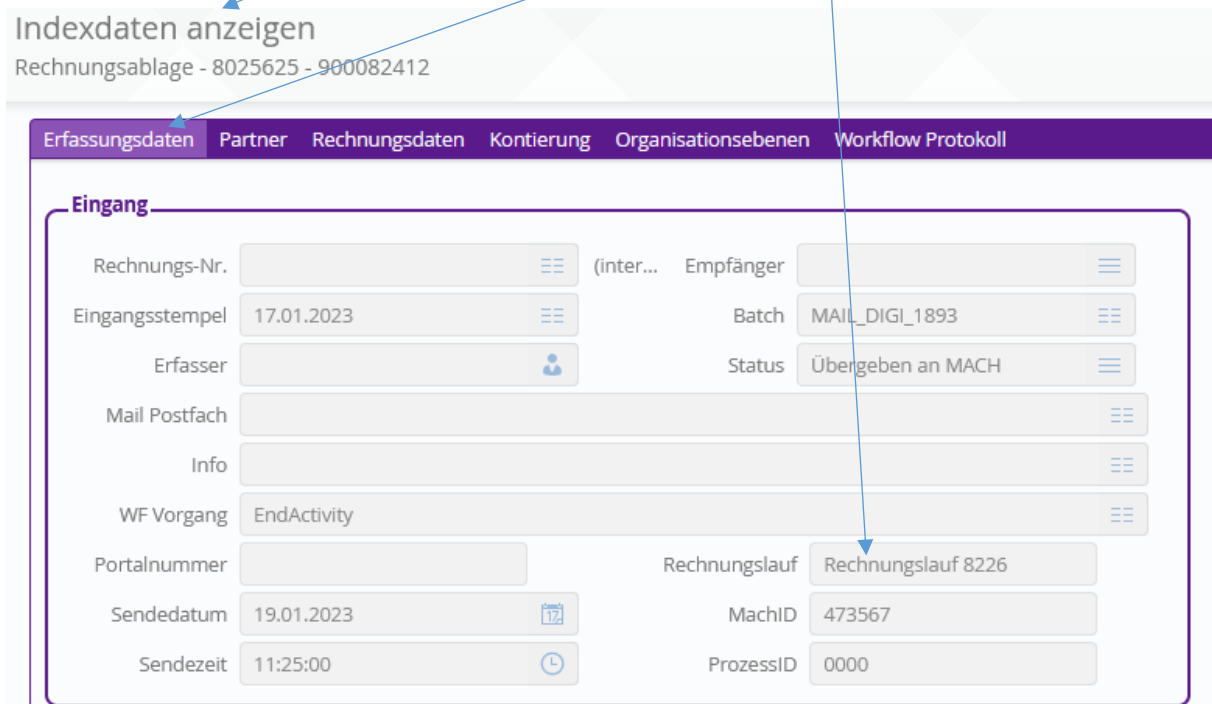 Indexdaten anzeigen
Rechnungsablage - 8025625 - 900082412
Erfassungsdaten Partner Rechnungsdaten Kontierung Organisationsebenen Workflow Protokoll
Eingang
Rechnungs-Nr. (inter... Empfänger
Eingangsstempel 17.01.2023 Batch MAIL_DIGI_1893
Erfasser Status Übergeben an MACH
Mail Postfach
Info
WF Vorgang EndActivity
Portalnummer Rechnungslauf Rechnungslauf 8226
Sendedatum 19.01.2023 17 MachID 473567
Sendezeit 11:25:00 ProzessID 0000